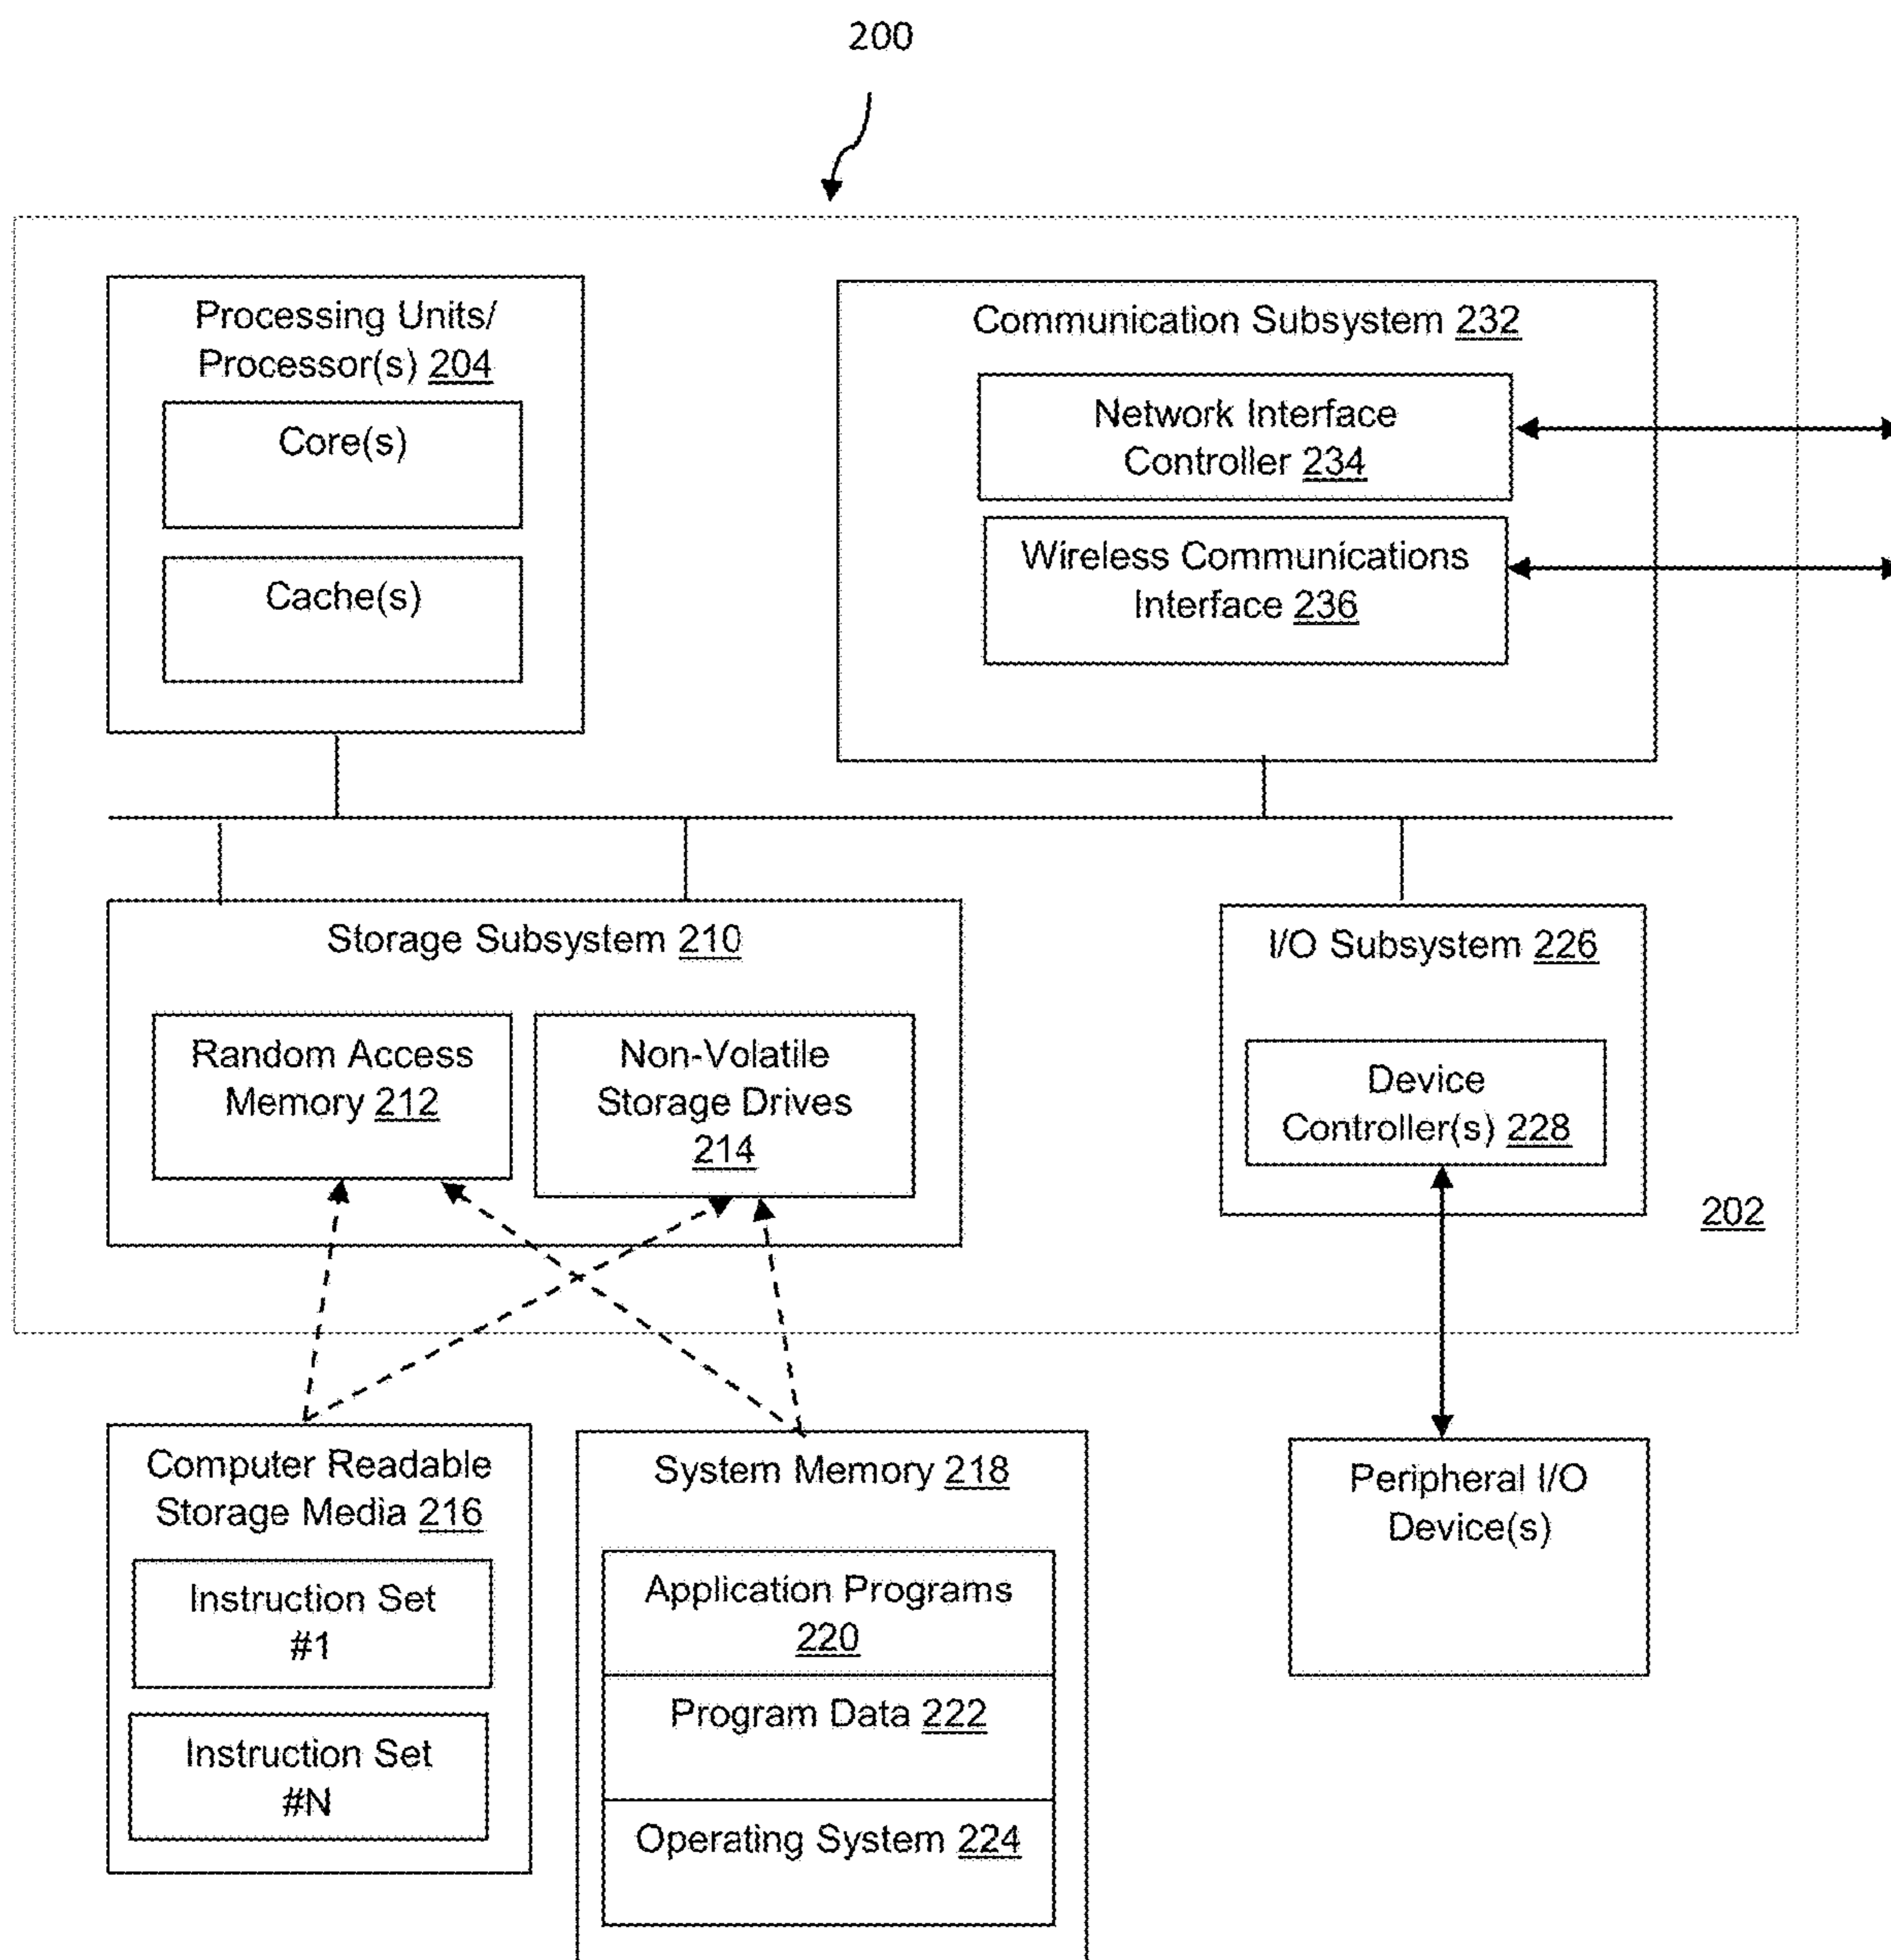 200
Processing Units/
Processor(s) 204
Core(s)
Cache(s)
Communication Subsystem 232
Network Interface
Controller 234
Wireless Communications
Interface 236
Storage Subsystem 210
Random Access
Memory 212
Non-Volatile
Storage Drives
214
I/O Subsystem 226
Device
Controller(s) 228
202
Computer Readable
Storage Media 216
Instruction Set
#1
Instruction Set
#N
System Memory 218
Application Programs
220
Program Data 222
Operating System 224
Peripheral I/O
Device(s)